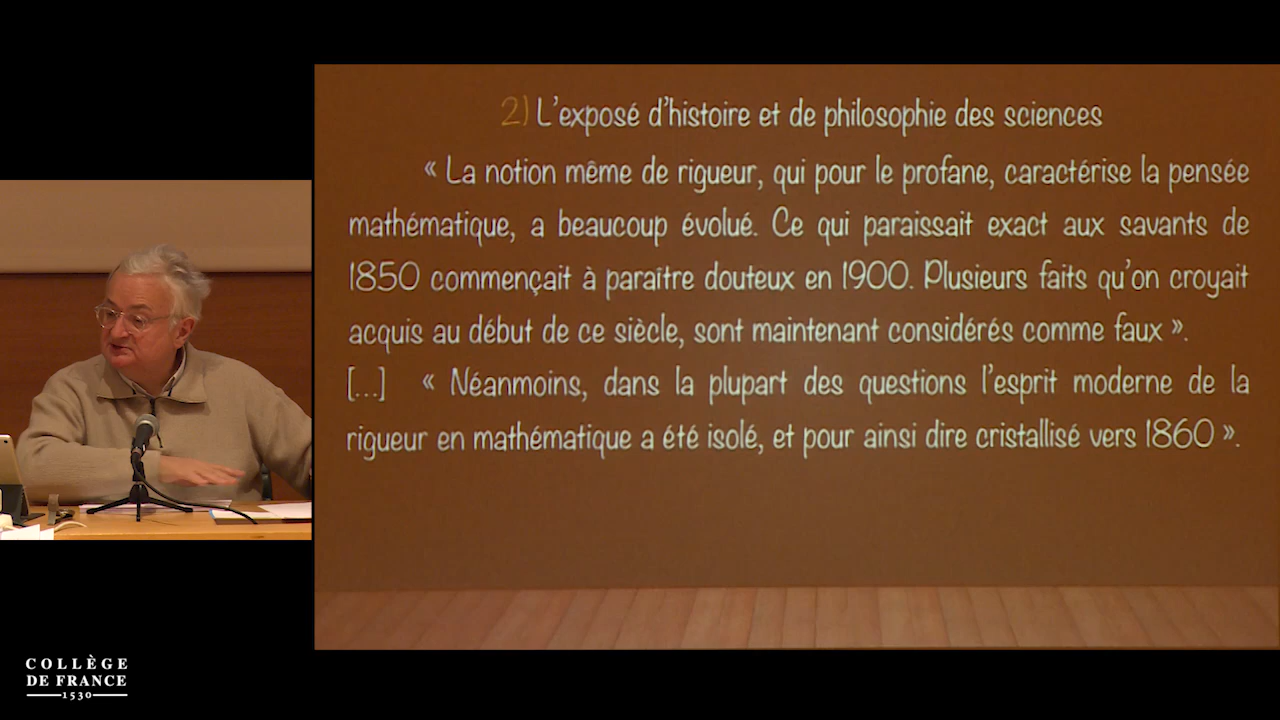 2) L'exposé d'histoire et de philosophie des sciences
« La notion même de rigueur, qui pour le profane, caractérise la pensée
mathématique, a beaucoup évolué. Ce qui paraissait exact aux savants de
1850 commençait à paraître douteux en 1900. Plusieurs faits qu'on croyait
acquis au début de ce siècle, sont maintenant considérés comme faux ».
[...] « Néanmoins, dans la plupart des questions l'esprit moderne de la
rigueur en mathématique a été isolé, et pour ainsi dire cristallisé vers 1860 ».
COLLÈGE
DE FRANCE
1530